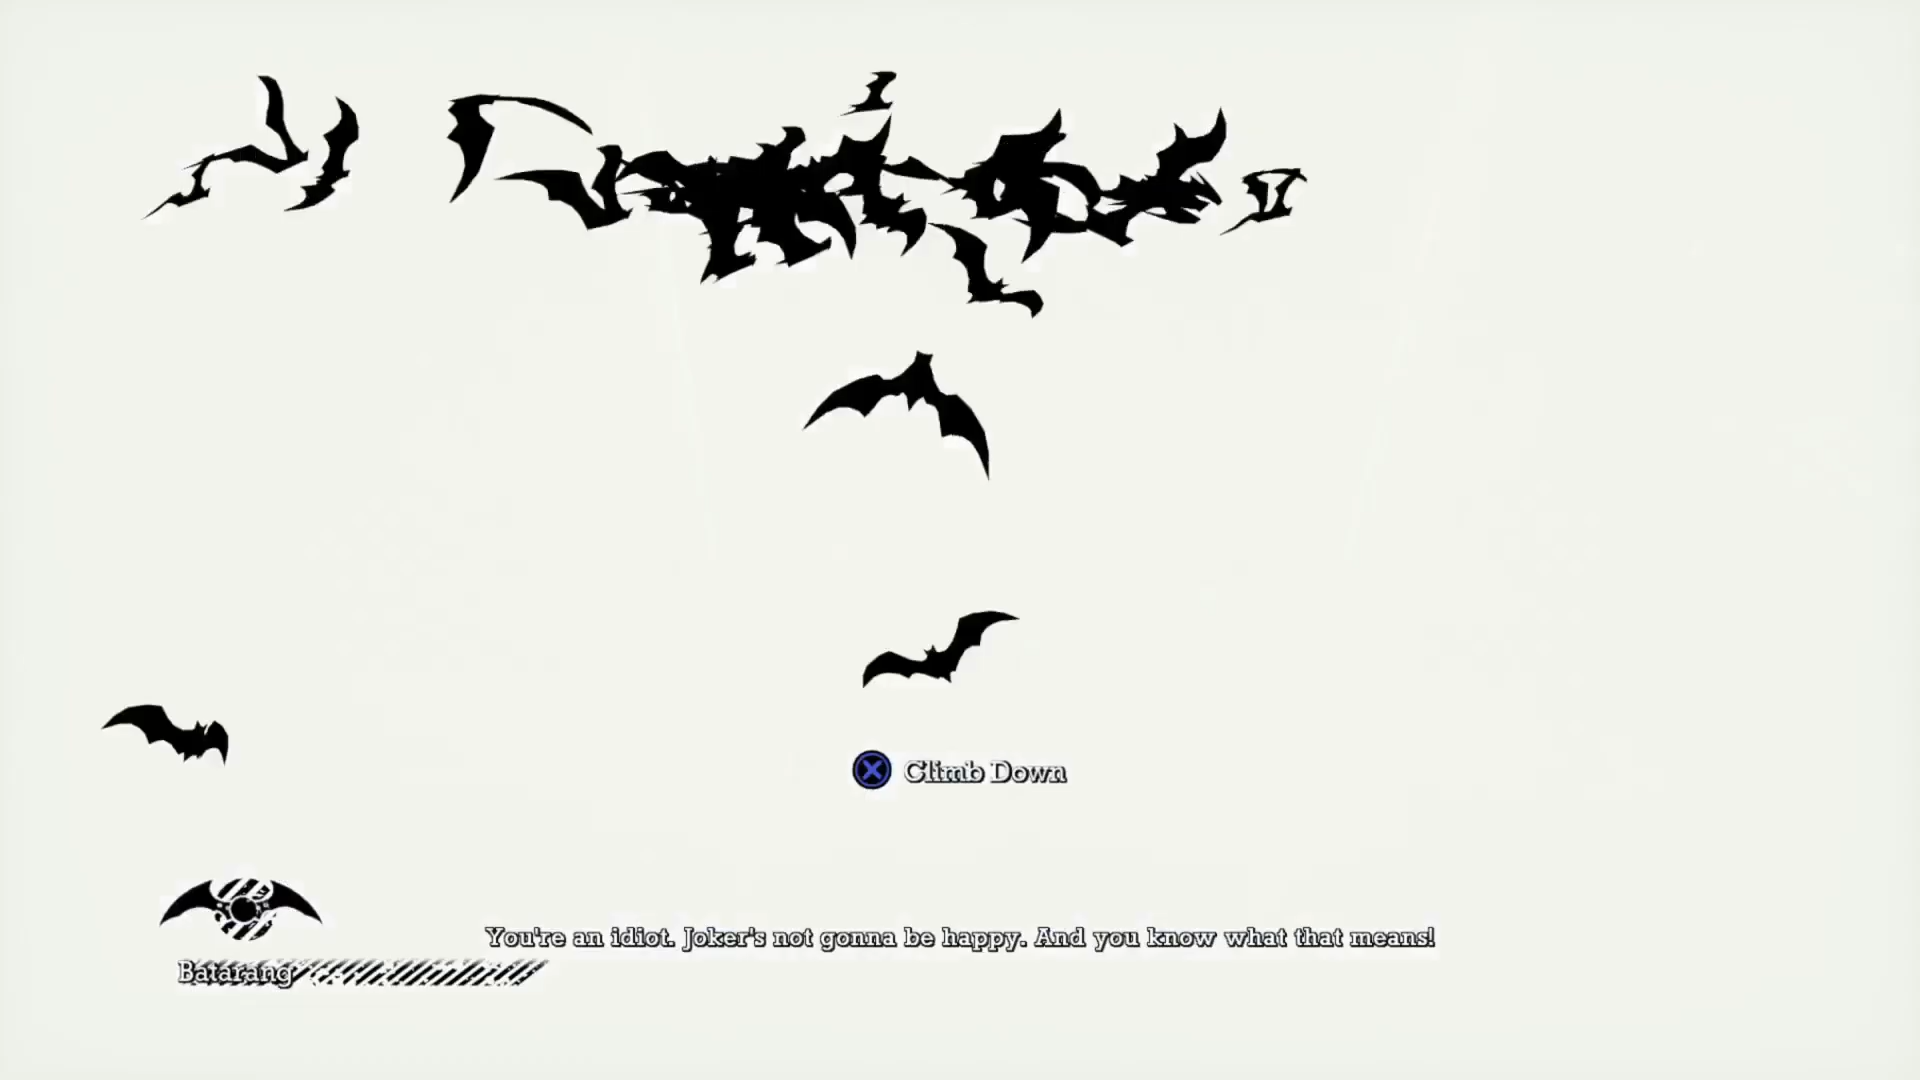 Climb Down
You're an idiot. Joker's not gonna be happy. And you know what that means!
Batarang